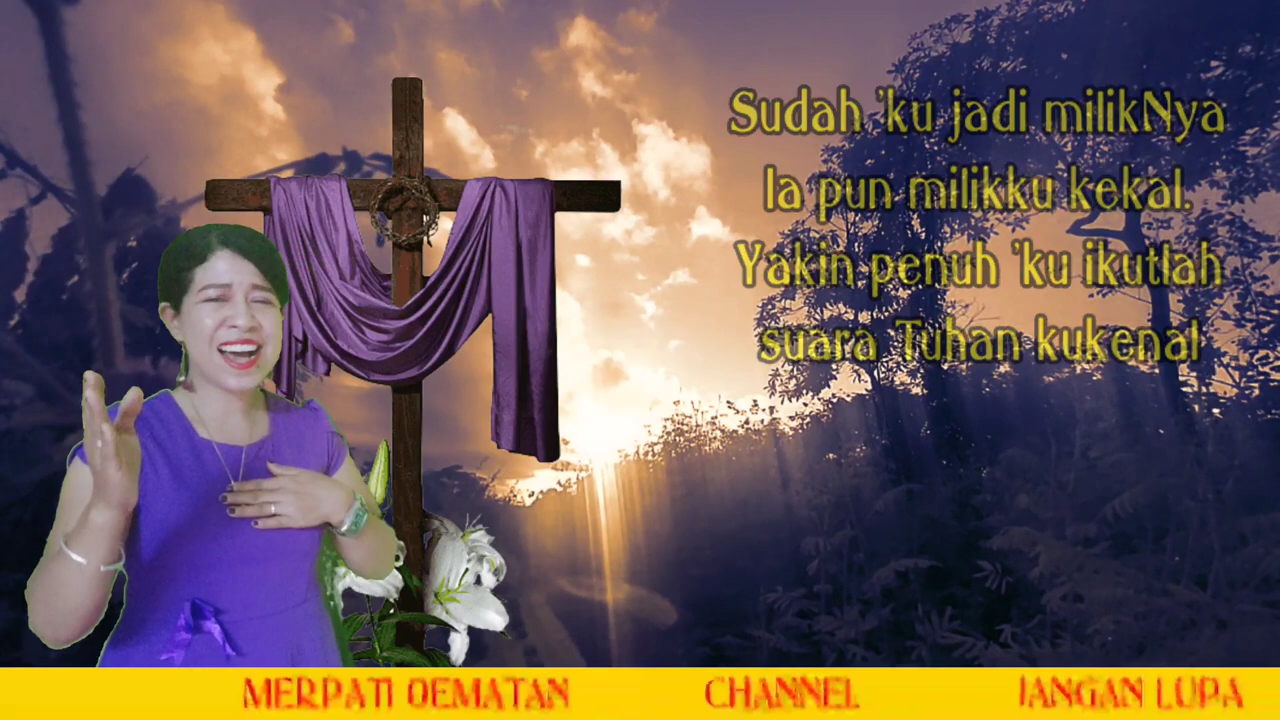 Sudah 'ku jadi milikNya
Ia pun milikku kekal.
Yakin penuh 'ku ikutlah
suara Tuhan kukenal
MERPATI OEMATAN CHANNEL JANGAN LUPA